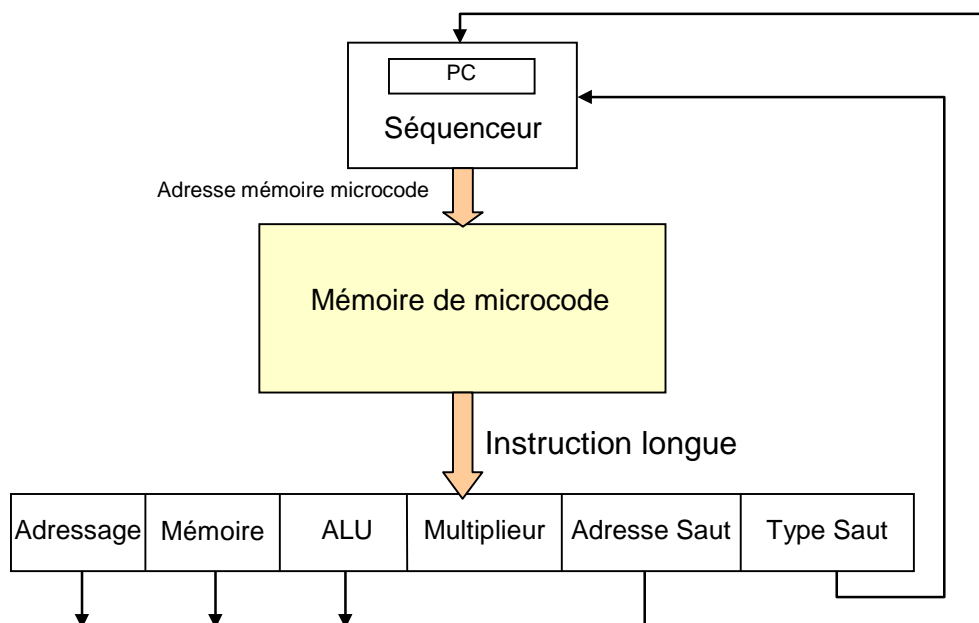 PC
Séquenceur
Adresse mémoire microcode
Mémoire de microcode
Instruction longue
Adressage Mémoire ALU Multiplieur Adresse Saut Type Saut